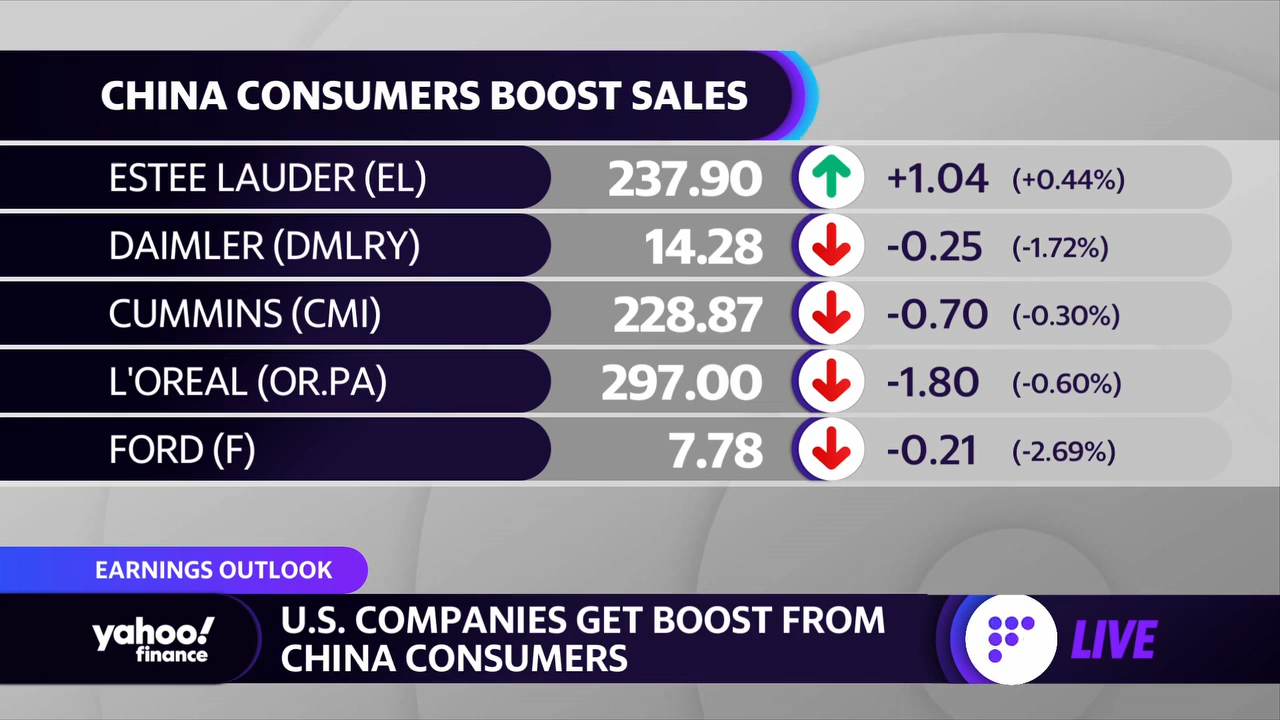 CHINA CONSUMERS BOOST SALES
ESTEE LAUDER (EL) 237.90 +1.04 (+0.44%)
DAIMLER (DMLRY) 14.28 -0.25 (-1.72%)
CUMMINS (CMI) 228.87 -0.70 (-0.30%)
L'OREAL (OR.PA) 297.00 -1.80 (-0.60%)
FORD (F) 7.78 -0.21 (-2.69%)
EARNINGS OUTLOOK
yahoo!
finance
U.S. COMPANIES GET BOOST FROM
CHINA CONSUMERS
LIVE